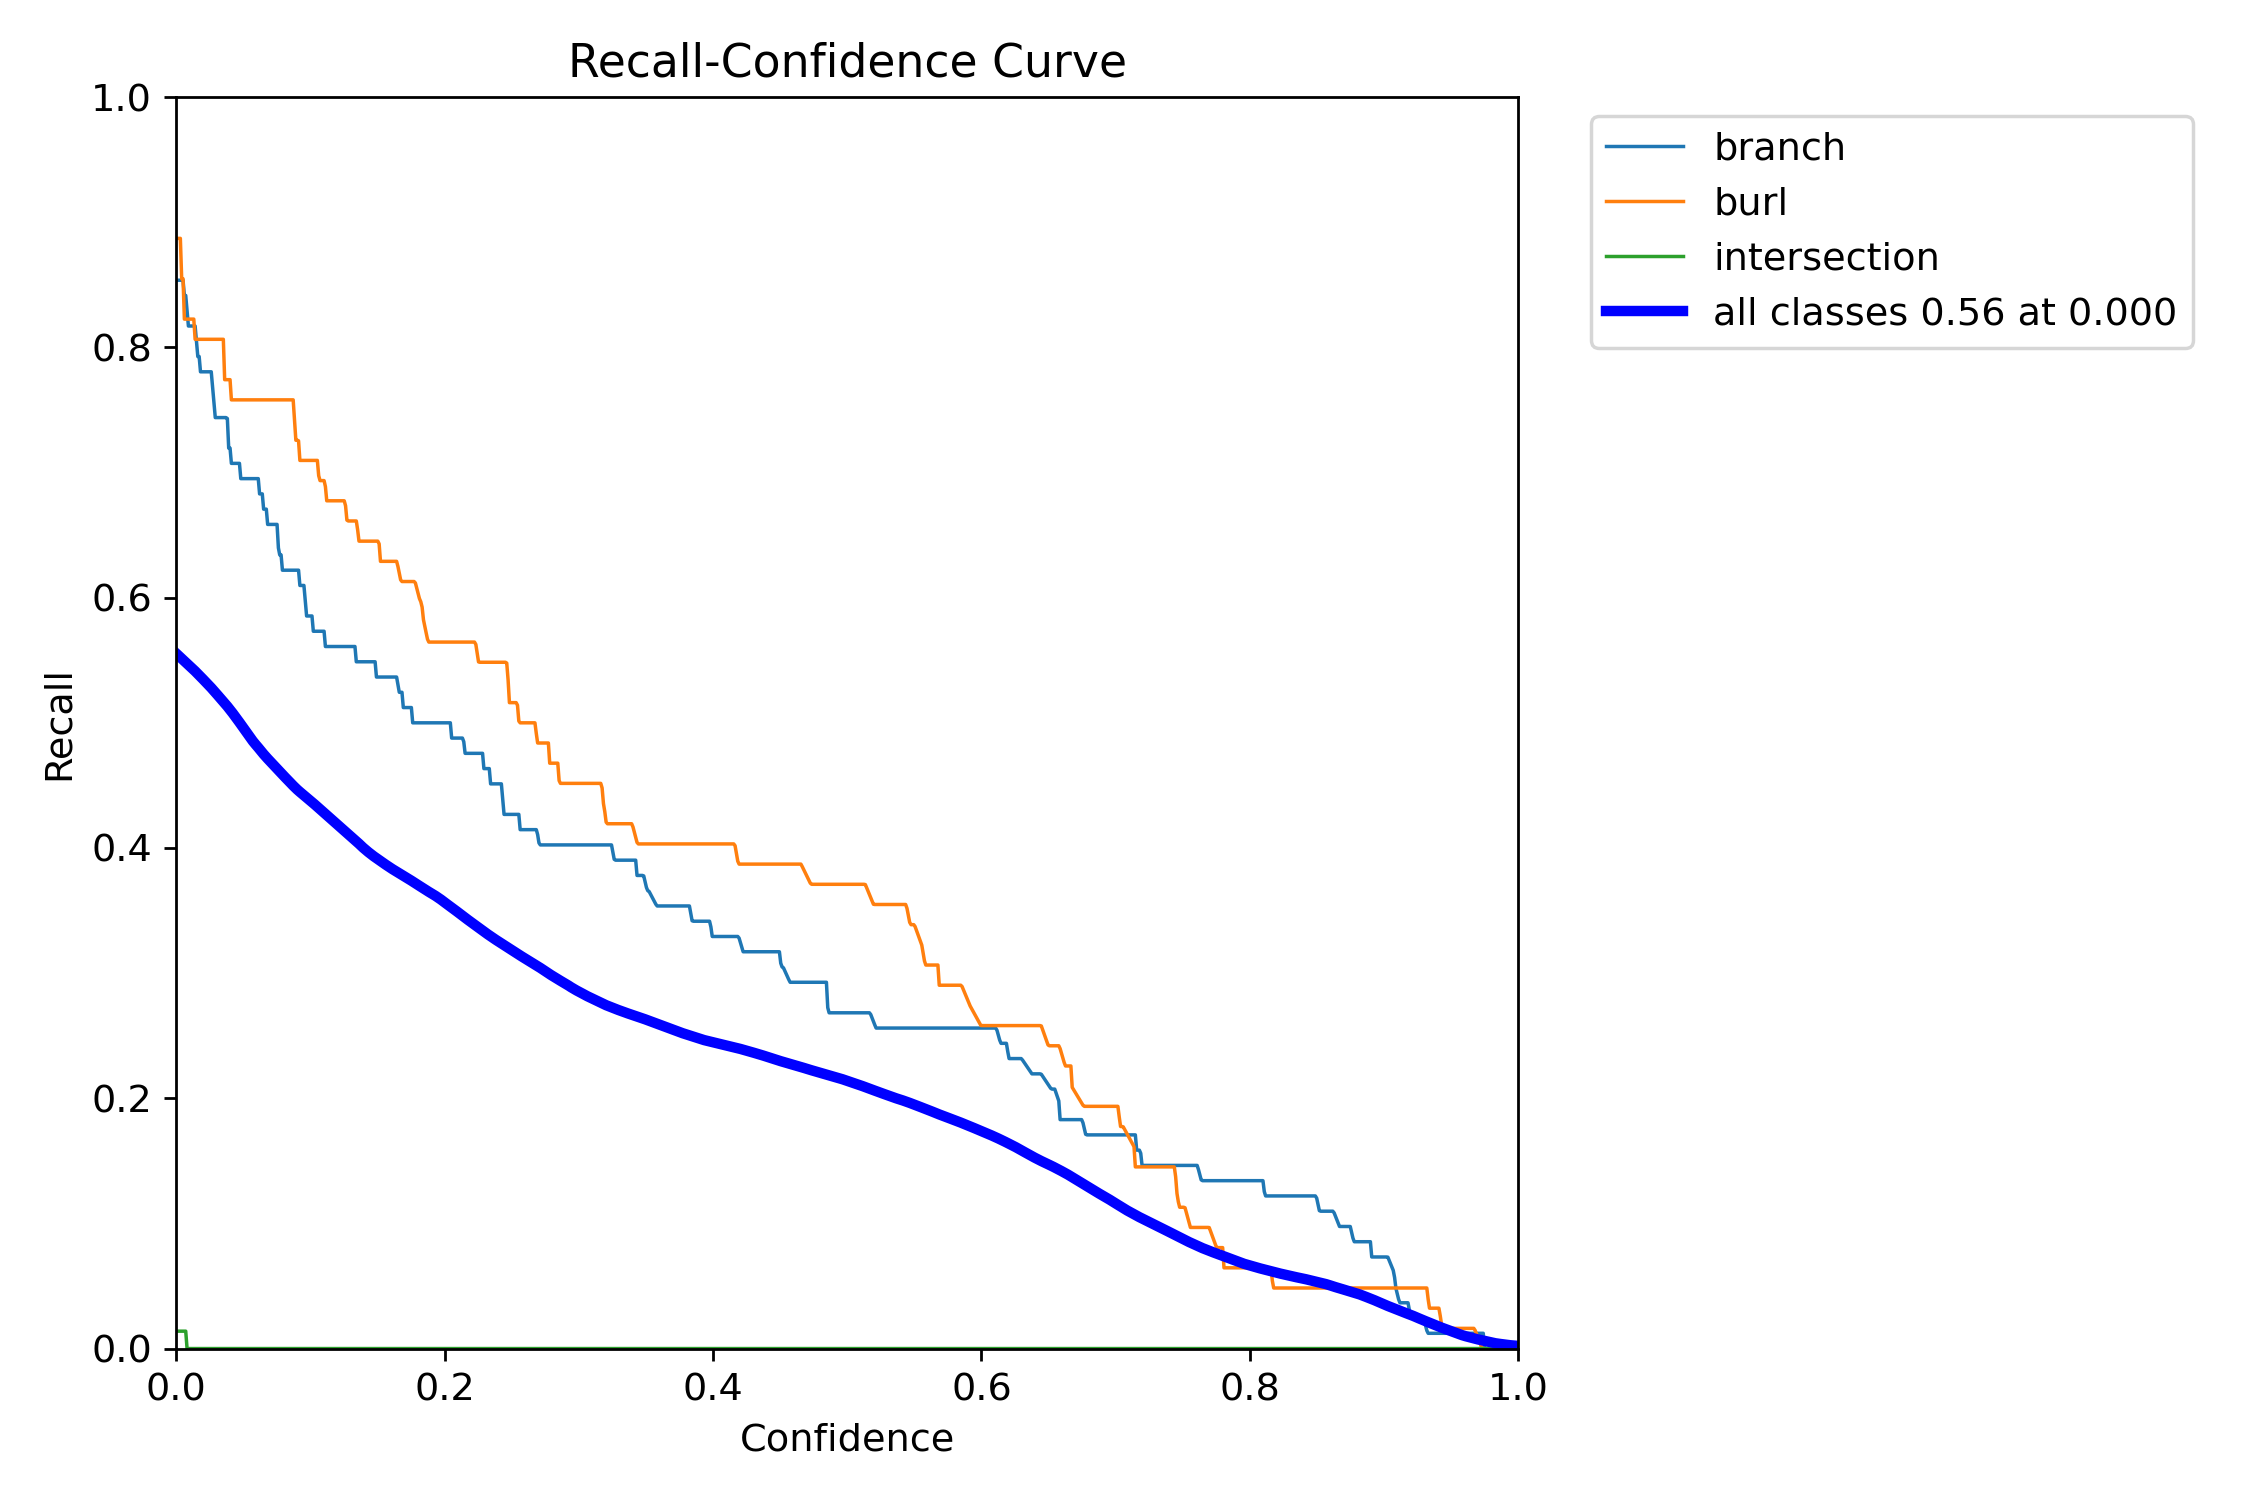 Recall-Confidence Curve
1.0
0.8
0.6
0.4
0.2
0.0
Recall
0.0 0.2 0.4 0.6 0.8 1.0
Confidence
branch
burl
intersection
all classes 0.56 at 0.000